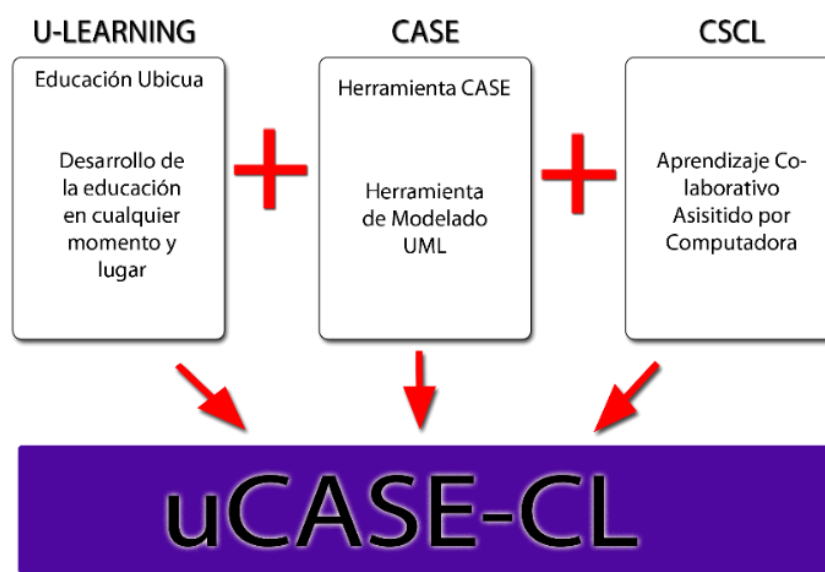 U-LEARNING
Educación Ubicua
Desarrollo de
la educación
en cualquier
momento y
lugar
CASE
Herramienta CASE
Herramienta
de Modelado
UML
CSCL
Aprendizaje Co-
laborativo
Asisitido por
Computadora
uCASE-CL